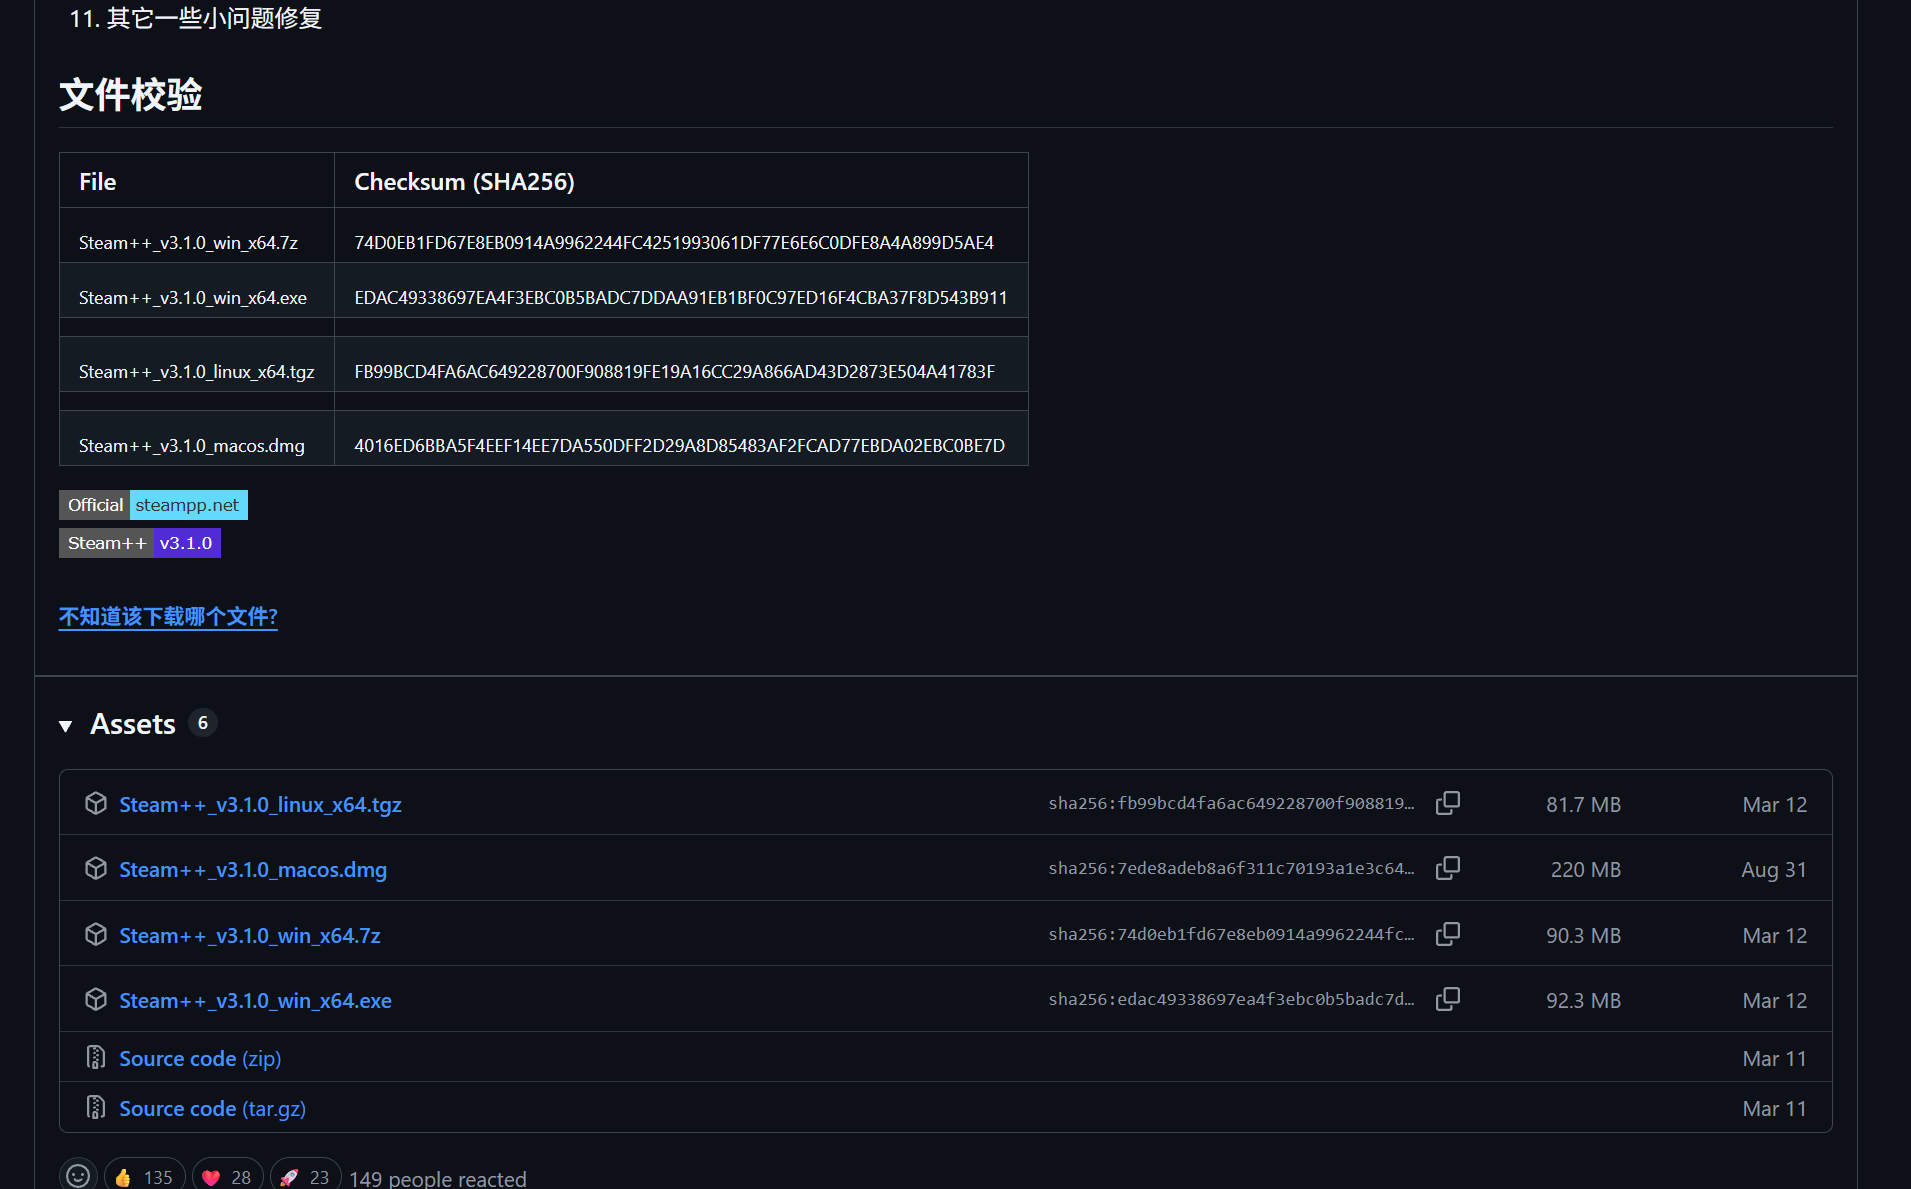 11. 其它一些小问题修复
文件校验
File Checksum (SHA256)
Steam++_v3.1.0_win_x64.7z 74D0EB1FD67E8EB0914A9962244FC4251993061DF77E6E6C0DFE8A4A899D5AE4
Steam++_v3.1.0_win_x64.exe EDAC49338697EA4F3EBC0B5BADC7DDAA91EB1BF0C97ED16F4CBA37F8D543B911
Steam++_v3.1.0_linux_x64.tgz FB99BCD4FA6AC649228700F908819FE19A16CC29A866AD43D2873E504A41783F
Steam++_v3.1.0_macos.dmg 4016ED6BBA5F4EEF14EE7DA550DFF2D29A8D85483AF2FCAD77EBDA02EBC0BE7D
Official steampp.net
Steam++ v3.1.0
不知道该下载哪个文件?
Assets 6
Steam++_v3.1.0_linux_x64.tgz sha256:fb99bcd4fa6ac649228700f908819… 81.7 MB Mar 12
Steam++_v3.1.0_macos.dmg sha256:7ede8adeb8a6f311c70193a1e3c64… 220 MB Aug 31
Steam++_v3.1.0_win_x64.7z sha256:74d0eb1fd67e8eb0914a9962244fc… 90.3 MB Mar 12
Steam++_v3.1.0_win_x64.exe sha256:edac49338697ea4f3ebc0b5badc7d… 92.3 MB Mar 12
Source code (zip) Mar 11
Source code (tar.gz) Mar 11
135 28 23 149 people reacted